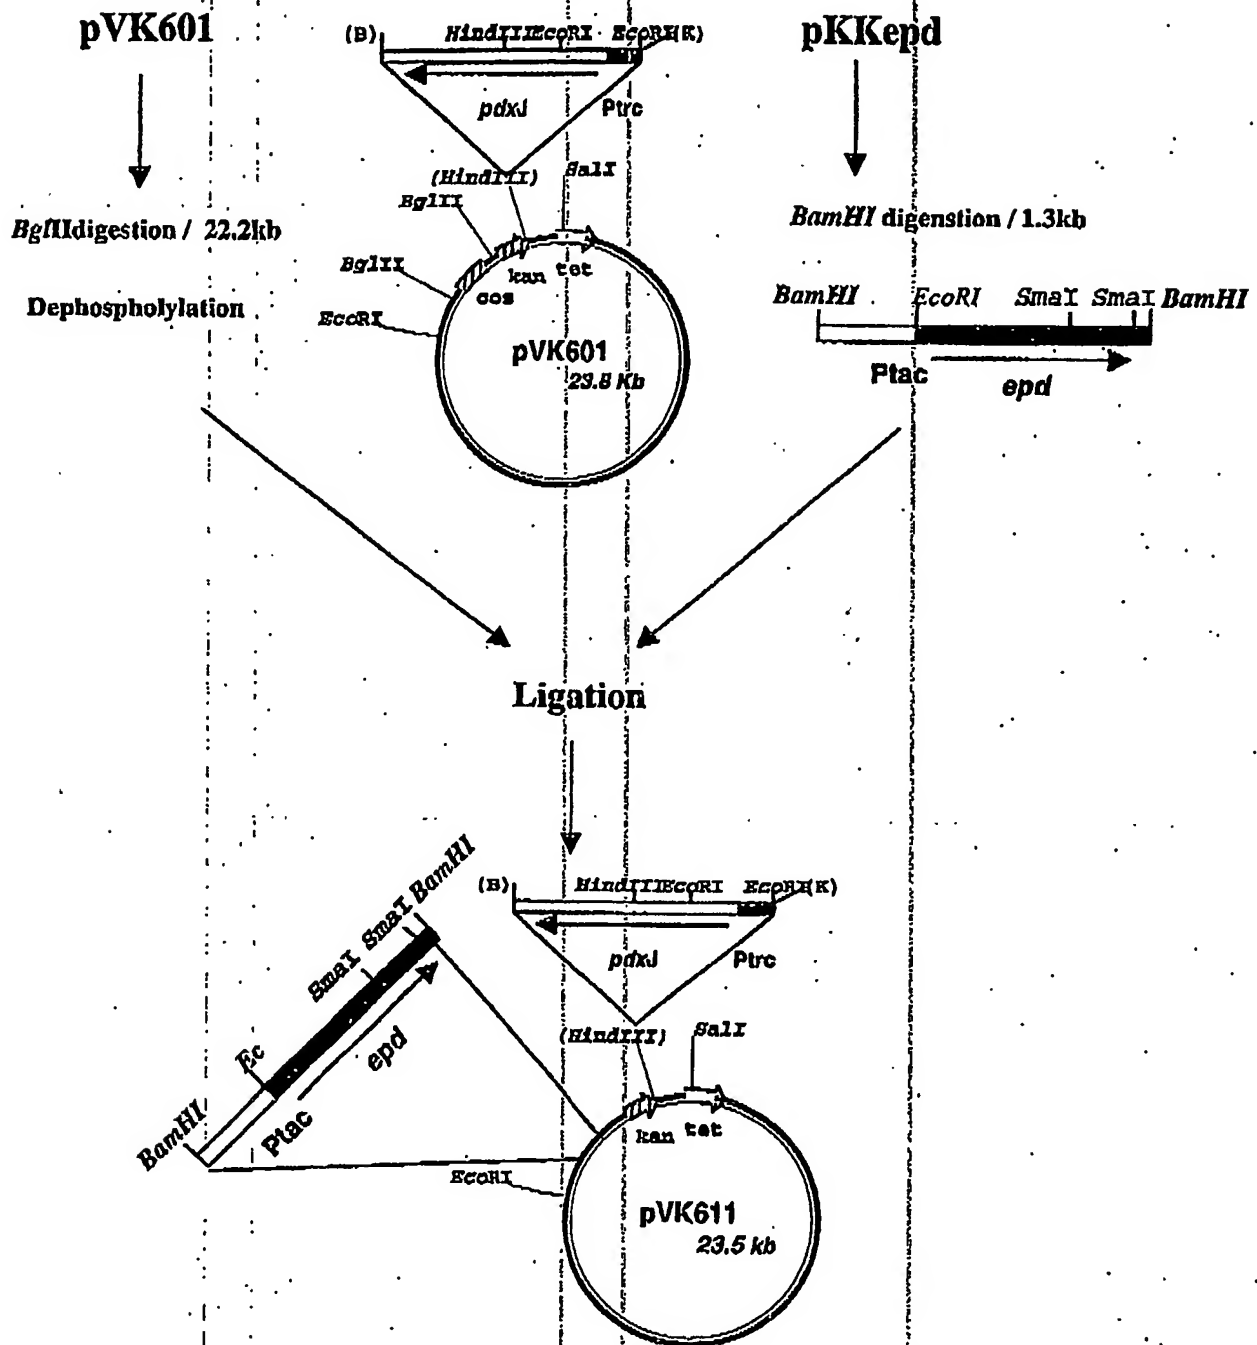 pVK601
(B) HindIII EcoRI EcoRI (K)
pKKepd
pdxJ Ptrc
(HindIII) SalI
BglII
BglIIdigestion / 22.2kb
BamHI digenstion / 1.3kb
kan tet
BglII
cos
Dephospholylation
EcoRI
BamHI EcoRI SmaI SmaI BamHI
pVK601
23.8 Kb
Ptac epd
Ligation
(B) HindIII EcoRI EcoRI (K)
BamHI
SmaI SmaI
pdxJ Ptrc
(HindIII) SalI
Ec
epd
BamHI
Ptac
kan tet
EcoRI
pVK611
23.5 kb